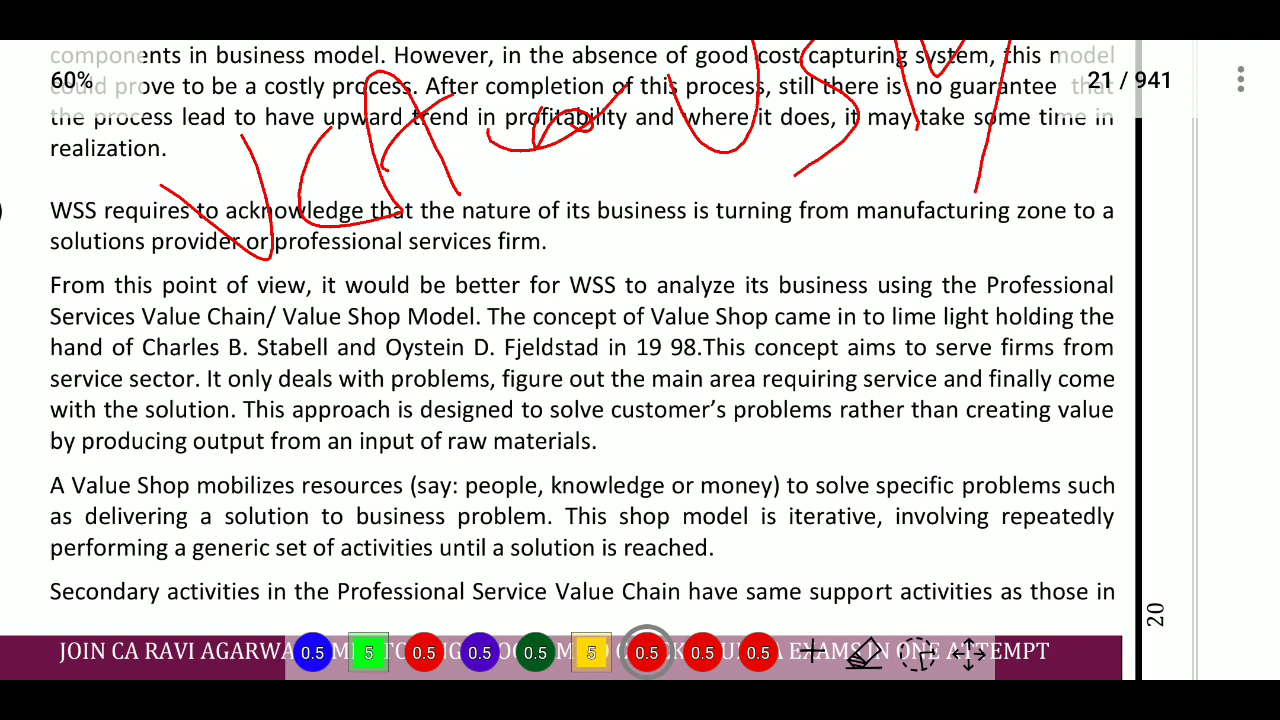 components in business model. However, in the absence of good cost capturing system, this model
60%
could prove to be a costly process. After completion of this process, still there is no guarantee that
21 / 941
the process lead to have upward trend in profitability and where it does, it may take some time in
realization.
)
WSS requires to acknowledge that the nature of its business is turning from manufacturing zone to a
solutions provider or professional services firm.
From this point of view, it would be better for WSS to analyze its business using the Professional
Services Value Chain/ Value Shop Model. The concept of Value Shop came in to lime light holding the
hand of Charles B. Stabell and Oystein D. Fjeldstad in 19 98.This concept aims to serve firms from
service sector. It only deals with problems, figure out the main area requiring service and finally come
with the solution. This approach is designed to solve customer’s problems rather than creating value
by producing output from an input of raw materials.
A Value Shop mobilizes resources (say: people, knowledge or money) to solve specific problems such
as delivering a solution to business problem. This shop model is iterative, involving repeatedly
performing a generic set of activities until a solution is reached.
Secondary activities in the Professional Service Value Chain have same support activities as those in
20
JOIN CA RAVI AGARWA EXAMS IN ONE ATTEMPT
0.5 5 0.5 0.5 0.5 5 0.5 0.5 0.5
VCA